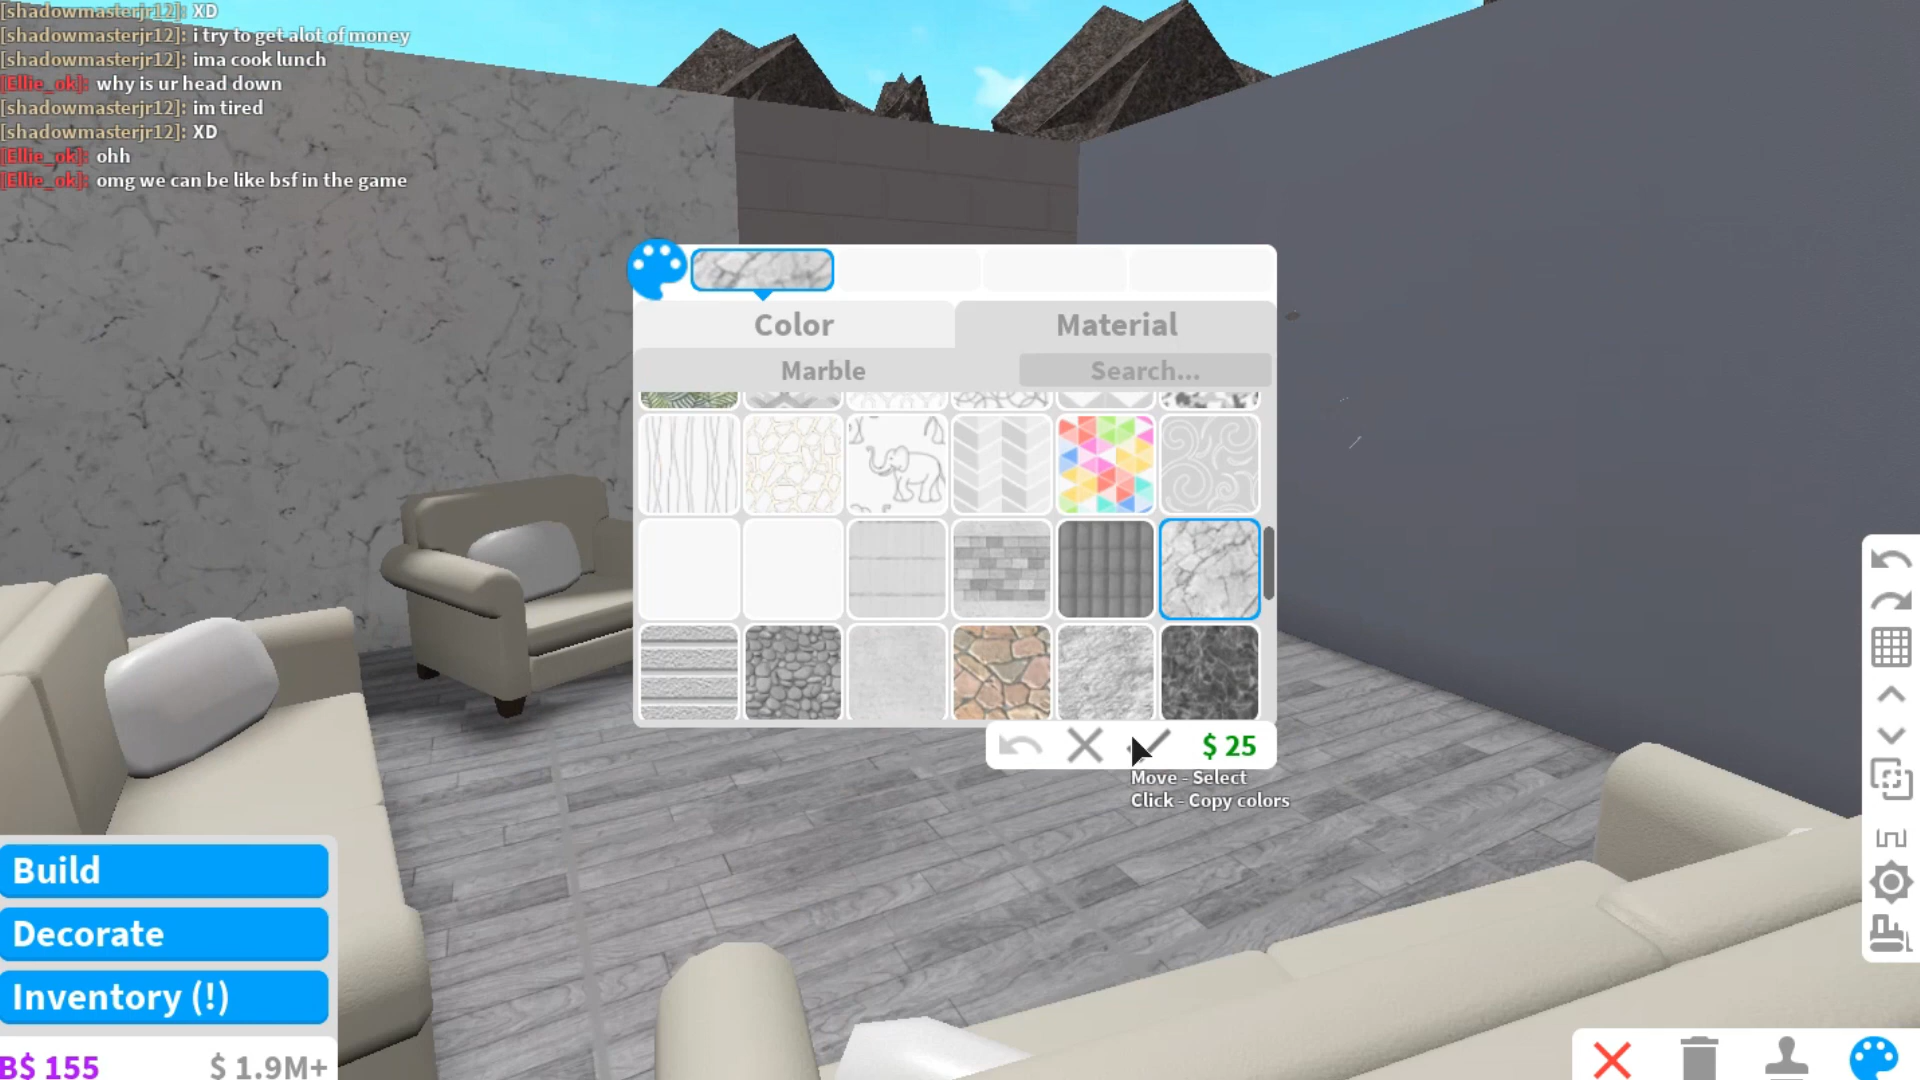 [shadowmasterjr12]: XD
[shadowmasterjr12]: i try to get alot of money
[shadowmasterjr12]: ima cook lunch
[Ellie_ok]: why is ur head down
[shadowmasterjr12]: im tired
[shadowmasterjr12]: XD
[Ellie_ok]: ohh
[Ellie_ok]: omg we can be like bsf in the game
Color
Material
Marble
Search...
$ 25
Move - Select
Click - Copy colors
Build
Decorate
Inventory (!)
B$ 155
$ 1.9M+